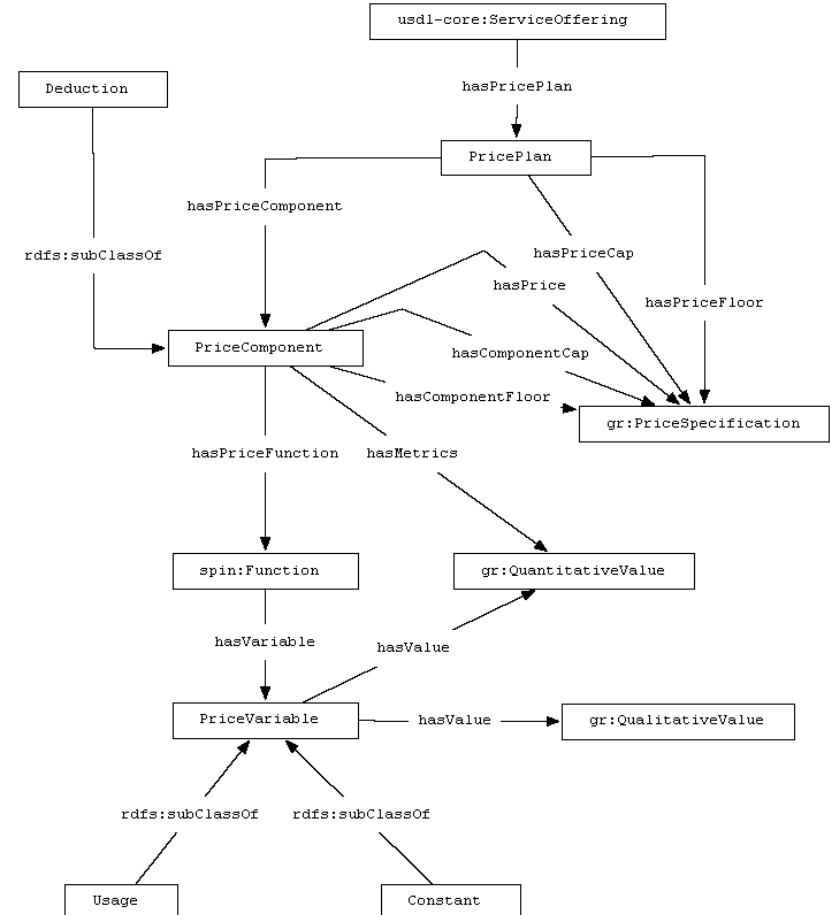 usdl-core:ServiceOffering
Deduction
hasPricePlan
PricePlan
hasPriceComponent
rdfs:subClassOf
hasPriceCap
hasPrice
hasPriceFloor
PriceComponent
hasComponentCap
hasComponentFloor
gr:PriceSpecification
hasPriceFunction
hasMetrics
spin:Function
gr:QuantitativeValue
hasVariable
hasValue
PriceVariable
hasValue
gr:QualitativeValue
rdfs:subClassOf
rdfs:subClassOf
Usage
Constant